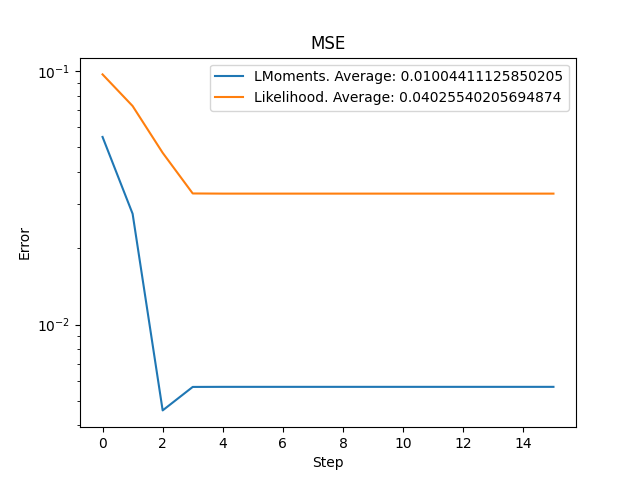 MSE
LMoments. Average: 0.01004411125850205
Likelihood. Average: 0.04025540205694874
10⁻¹
10⁻²
Error
0 2 4 6 8 10 12 14
Step